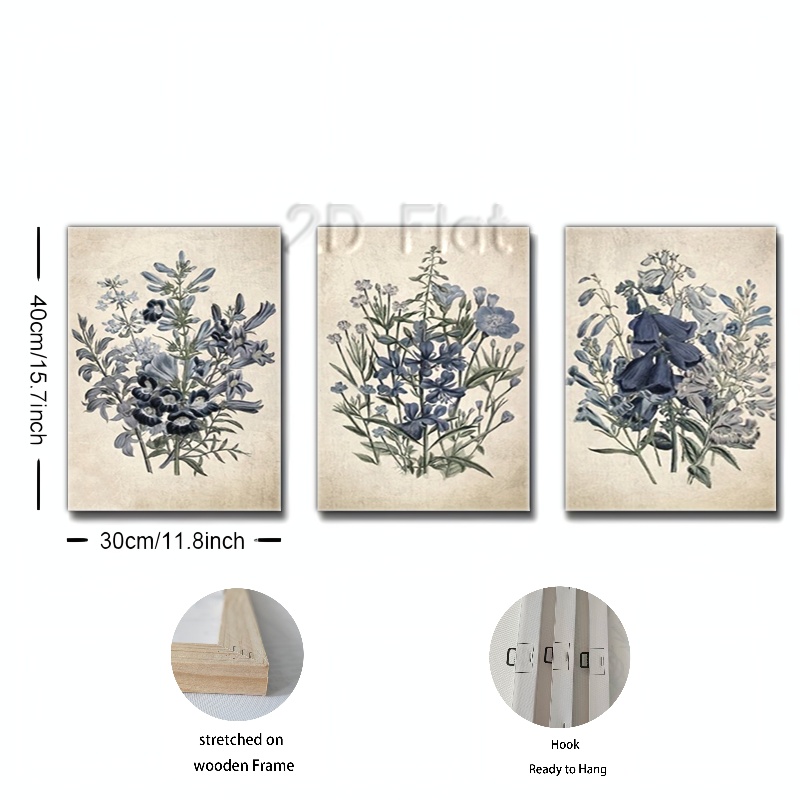 2D Flat
40cm/15.7inch
30cm/11.8inch
stretched on
wooden Frame
Hook
Ready to Hang